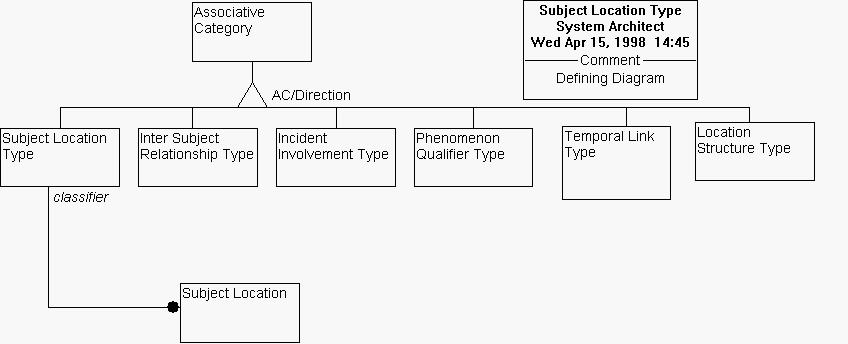 Associative
Category
Subject Location Type
System Architect
Wed Apr 15, 1998 14:45
Comment
Defining Diagram
AC/Direction
Subject Location
Type
Inter Subject
Relationship Type
Incident
Involvement Type
Phenomenon
Qualifier Type
Temporal Link
Type
Location
Structure Type
classifier
Subject Location